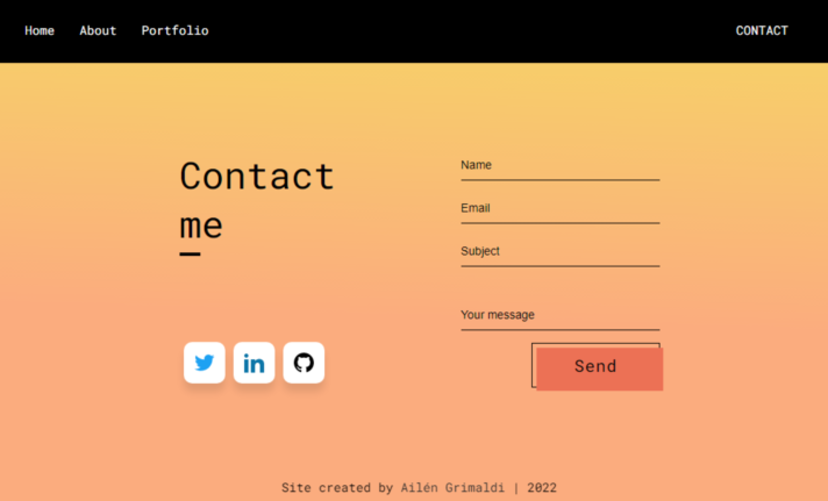 Home About Portfolio CONTACT
Contact
me
Name
Email
Subject
Your message
in
Send
Site created by Ailén Grimaldi | 2022